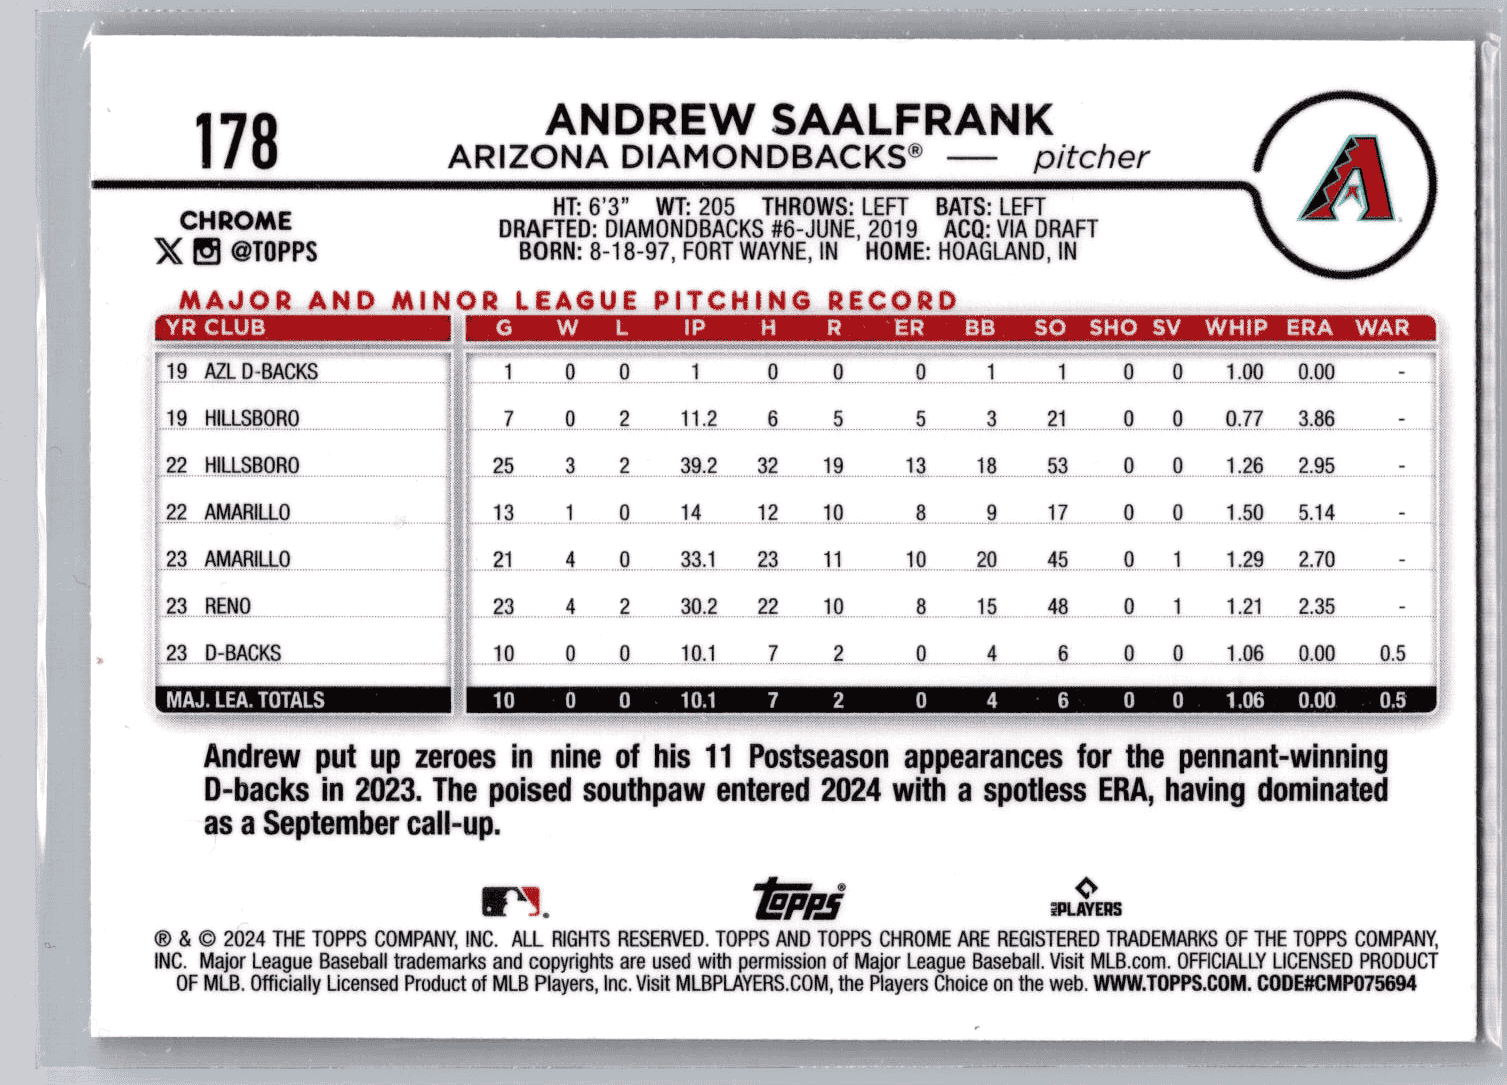 178
ANDREW SAALFRANK
ARIZONA DIAMONDBACKS® — pitcher
CHROME
@TOPPS
HT: 6'3" WT: 205 THROWS: LEFT BATS: LEFT
DRAFTED: DIAMONDBACKS #6-JUNE, 2019 ACQ: VIA DRAFT
BORN: 8-18-97, FORT WAYNE, IN HOME: HOAGLAND, IN
MAJOR AND MINOR LEAGUE PITCHING RECORD
YR CLUB G W L IP H R ER BB SO SHO SV WHIP ERA WAR
19 AZL D-BACKS 1 0 0 1 0 0 0 1 1 0 0 1.00 0.00 -
19 HILLSBORO 7 0 2 11.2 6 5 5 3 21 0 0 0.77 3.86 -
22 HILLSBORO 25 3 2 39.2 32 19 13 18 53 0 0 1.26 2.95 -
22 AMARILLO 13 1 0 14 12 10 8 9 17 0 0 1.50 5.14 -
23 AMARILLO 21 4 0 33.1 23 11 10 20 45 0 1 1.29 2.70 -
23 RENO 23 4 2 30.2 22 10 8 15 48 0 1 1.21 2.35 -
23 D-BACKS 10 0 0 10.1 7 2 0 4 6 0 0 1.06 0.00 0.5
MAJ. LEA. TOTALS 10 0 0 10.1 7 2 0 4 6 0 0 1.06 0.00 0.5
Andrew put up zeroes in nine of his 11 Postseason appearances for the pennant-winning
D-backs in 2023. The poised southpaw entered 2024 with a spotless ERA, having dominated
as a September call-up.
Topps®
MLB PLAYERS
® & © 2024 THE TOPPS COMPANY, INC. ALL RIGHTS RESERVED. TOPPS AND TOPPS CHROME ARE REGISTERED TRADEMARKS OF THE TOPPS COMPANY,
INC. Major League Baseball trademarks and copyrights are used with permission of Major League Baseball. Visit MLB.com. OFFICIALLY LICENSED PRODUCT
OF MLB. Officially Licensed Product of MLB Players, Inc. Visit MLBPLAYERS.COM, the Players Choice on the web. WWW.TOPPS.COM. CODE#CMP075694